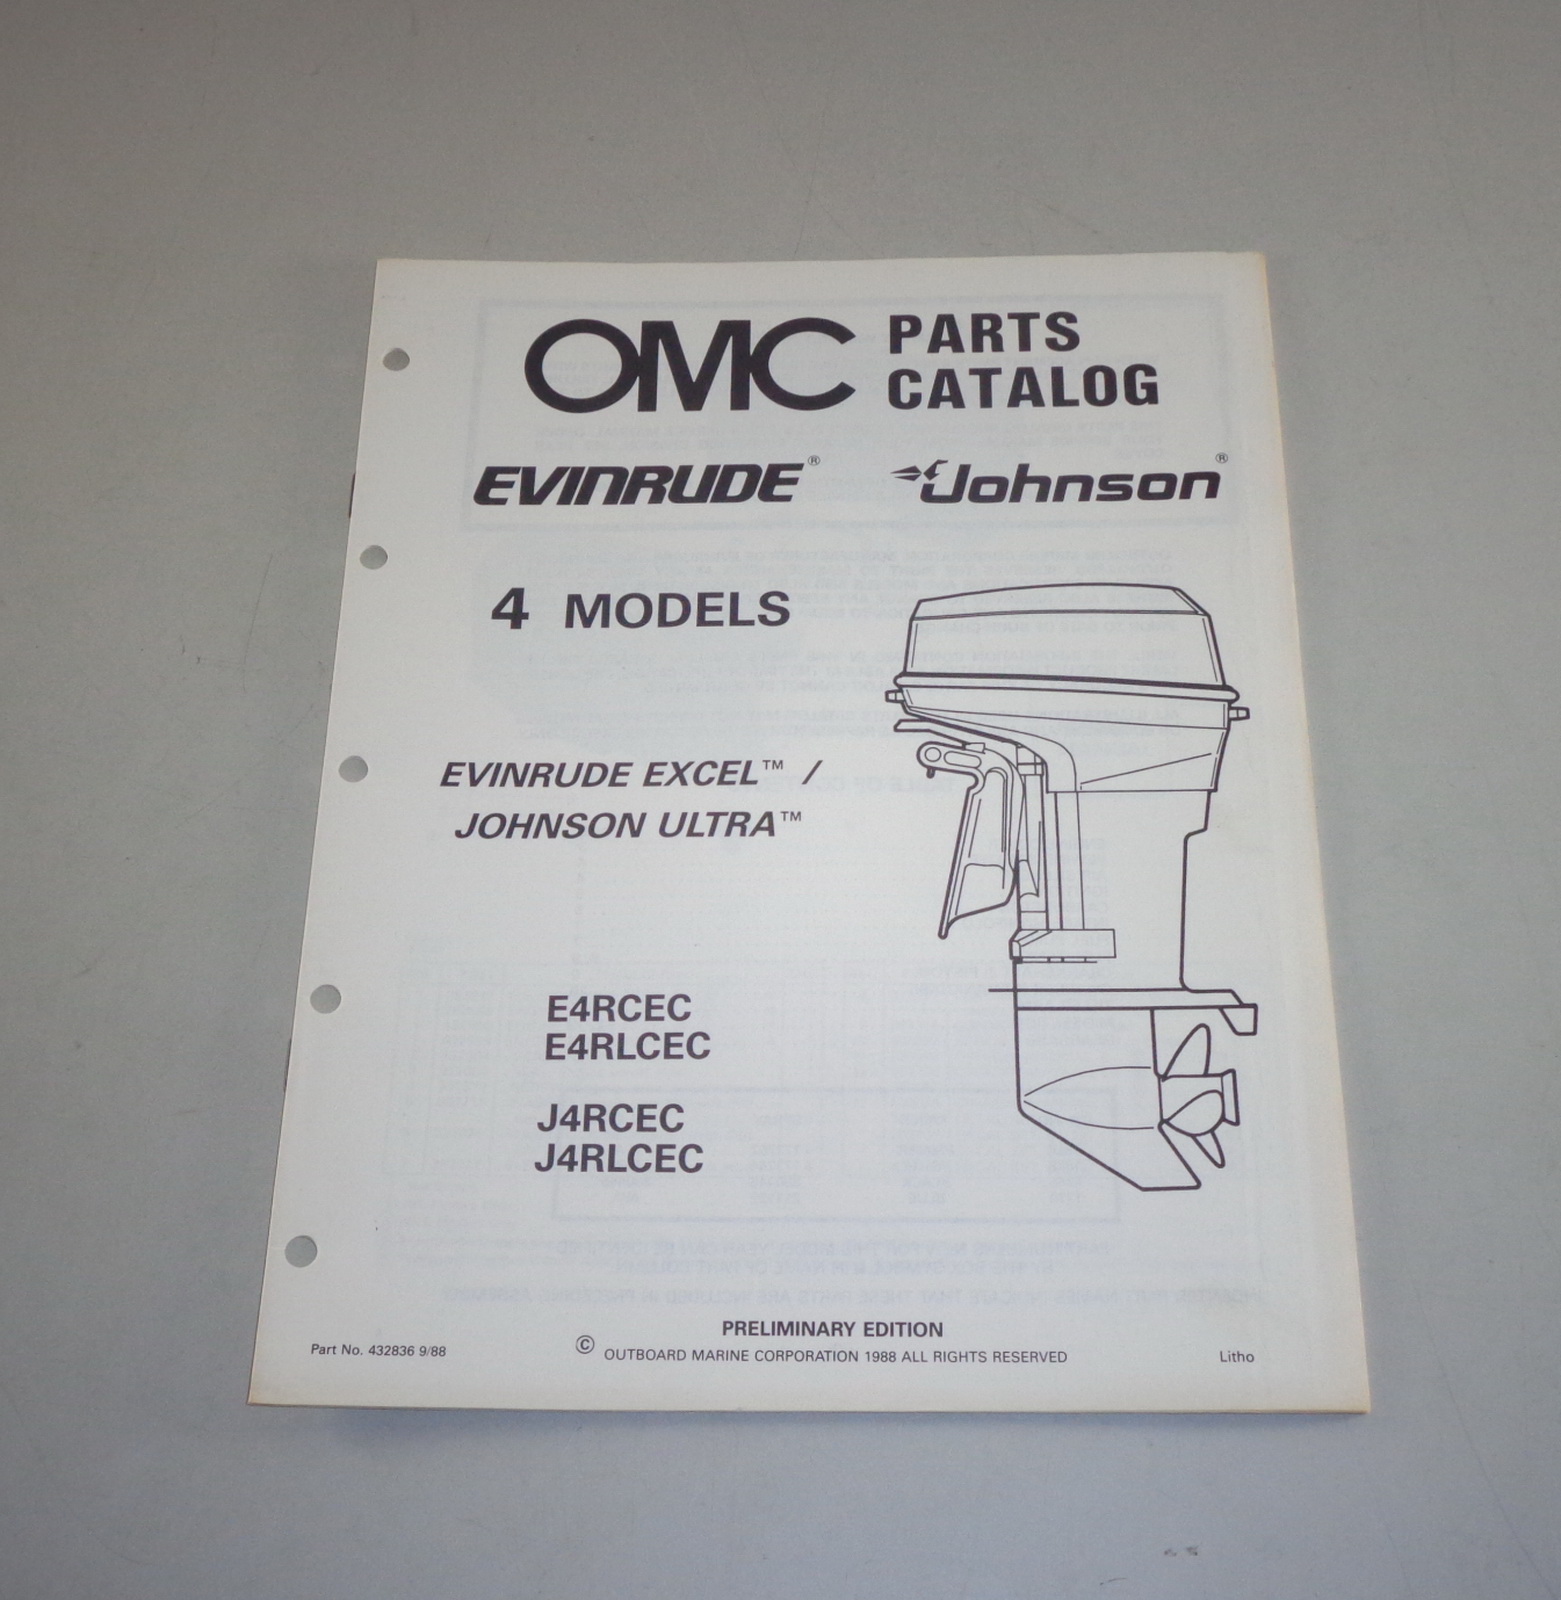 OMC PARTS
CATALOG
EVINRUDE® Johnson®
4 MODELS
EVINRUDE EXCEL™ /
JOHNSON ULTRA™
E4RCEC
E4RLCEC
J4RCEC
J4RLCEC
PRELIMINARY EDITION
Part No. 432836 9/88 © OUTBOARD MARINE CORPORATION 1988 ALL RIGHTS RESERVED Litho